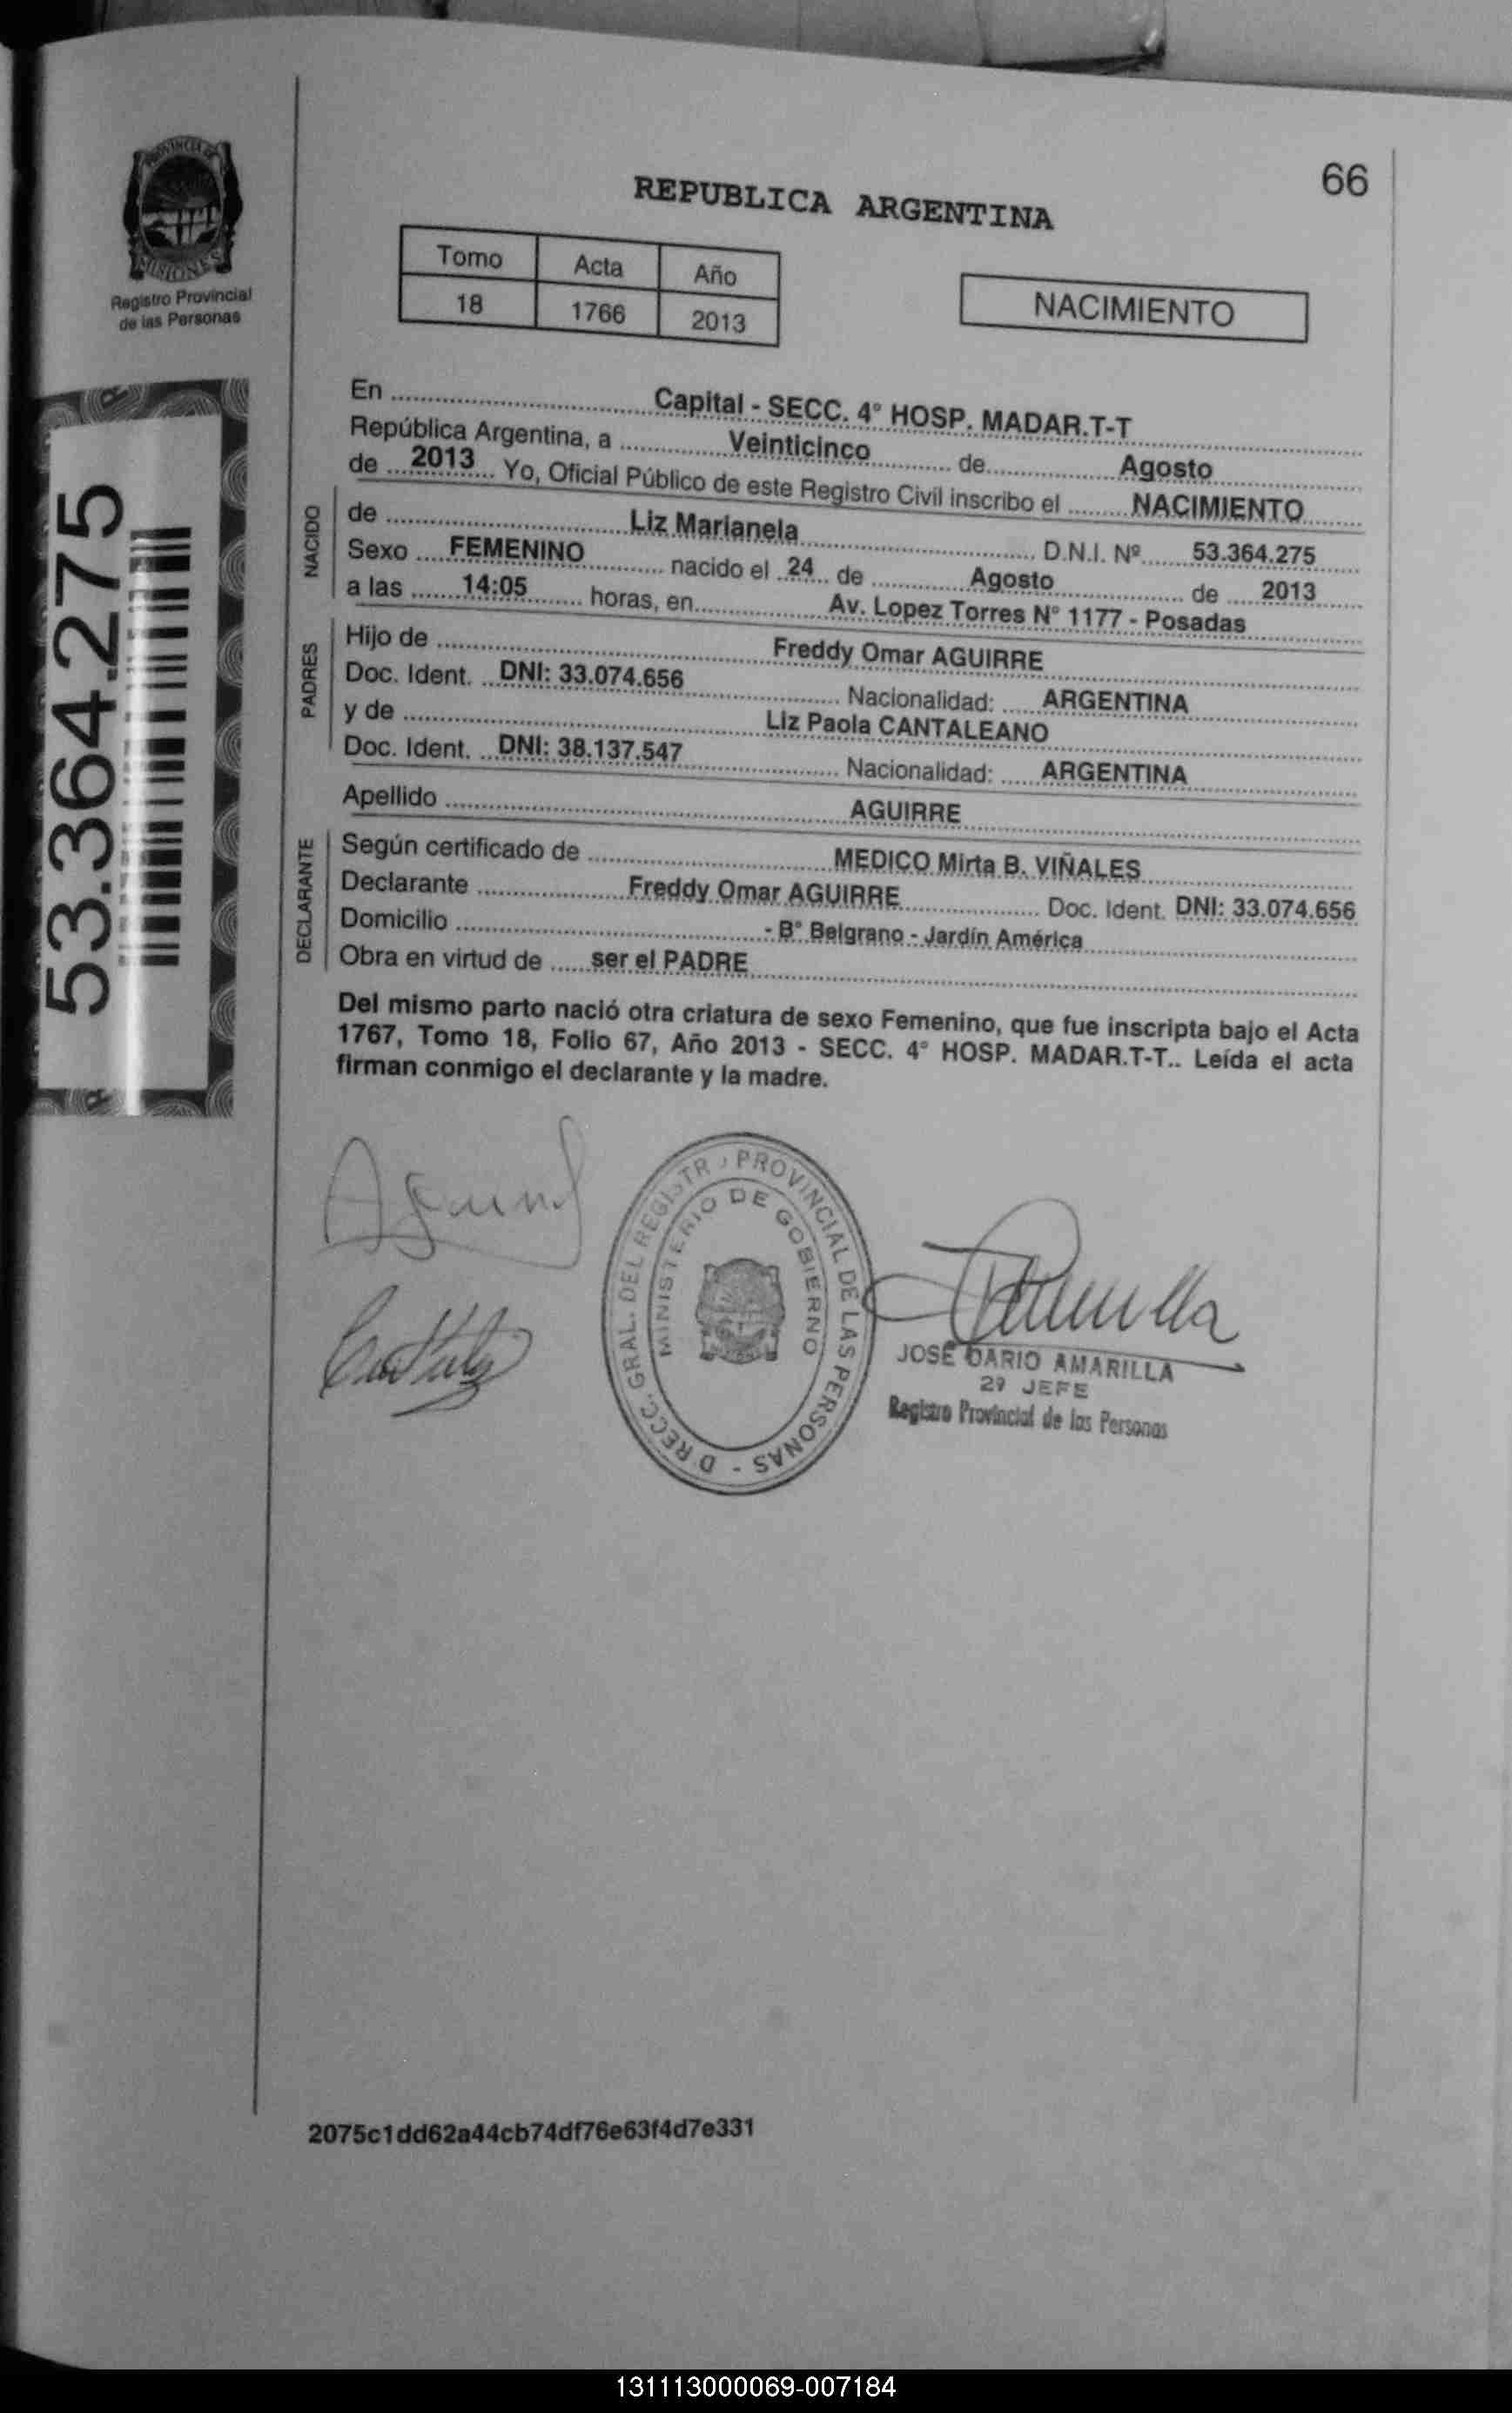 PROVINCIA DE
MISIONES
Registro Provincial
de las Personas
66
REPUBLICA ARGENTINA
Tomo Acta Año
18 1766 2013
NACIMIENTO
53.364.275
En Capital - SECC. 4° HOSP. MADAR.T-T
República Argentina, a Veinticinco de Agosto
de 2013 Yo, Oficial Público de este Registro Civil inscribo el NACIMIENTO
NACIDO
de Liz Marianela D.N.I. Nº 53.364.275
Sexo FEMENINO nacido el 24 de Agosto de 2013
a las 14:05 horas, en Av. Lopez Torres N° 1177 - Posadas
PADRES
Hijo de Freddy Omar AGUIRRE
Doc. Ident. DNI: 33.074.656 Nacionalidad: ARGENTINA
y de Liz Paola CANTALEANO
Doc. Ident. DNI: 38.137.547 Nacionalidad: ARGENTINA
Apellido AGUIRRE
DECLARANTE
Según certificado de MEDICO Mirta B. VIÑALES
Declarante Freddy Omar AGUIRRE Doc. Ident. DNI: 33.074.656
Domicilio - B° Belgrano - Jardín América
Obra en virtud de ser el PADRE
Del mismo parto nació otra criatura de sexo Femenino, que fue inscripta bajo el Acta
1767, Tomo 18, Folio 67, Año 2013 - SECC. 4° HOSP. MADAR.T-T.. Leída el acta
firman conmigo el declarante y la madre.
D RECC. GRAL. DEL REGISTR PROVINCIAL DE LAS PERSONAS -
MINISTERIO DE GOBIERNO
JOSÉ DARIO AMARILLA
2º JEFE
Registro Provincial de las Personas
2075c1dd62a44cb74df76e63f4d7e331
131113000069-007184